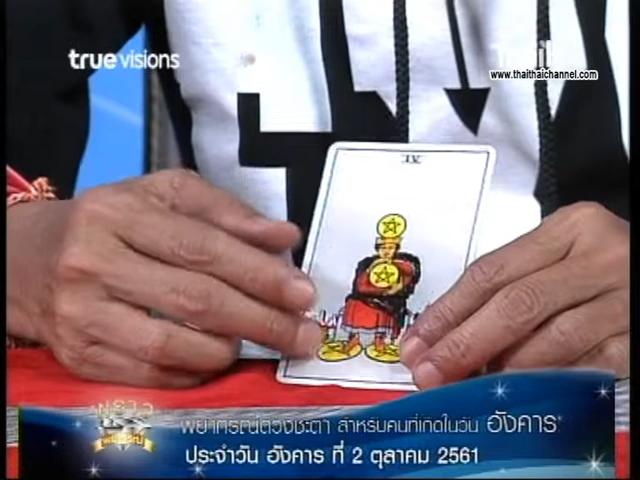 truevisions
www.thaithaichannel.com
IV
พยากรณ์ดวงชะตา สำหรับคนที่เกิดในวัน อังคาร
ประจำวัน อังคาร ที่ 2 ตุลาคม 2561